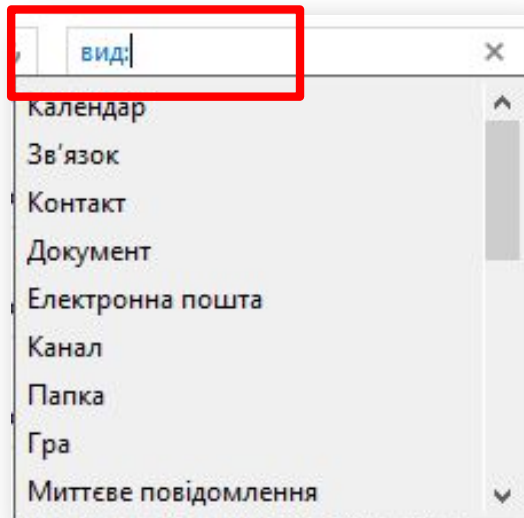 вид:
Календар
Зв'язок
Контакт
Документ
Електронна пошта
Канал
Папка
Гра
Миттєве повідомлення